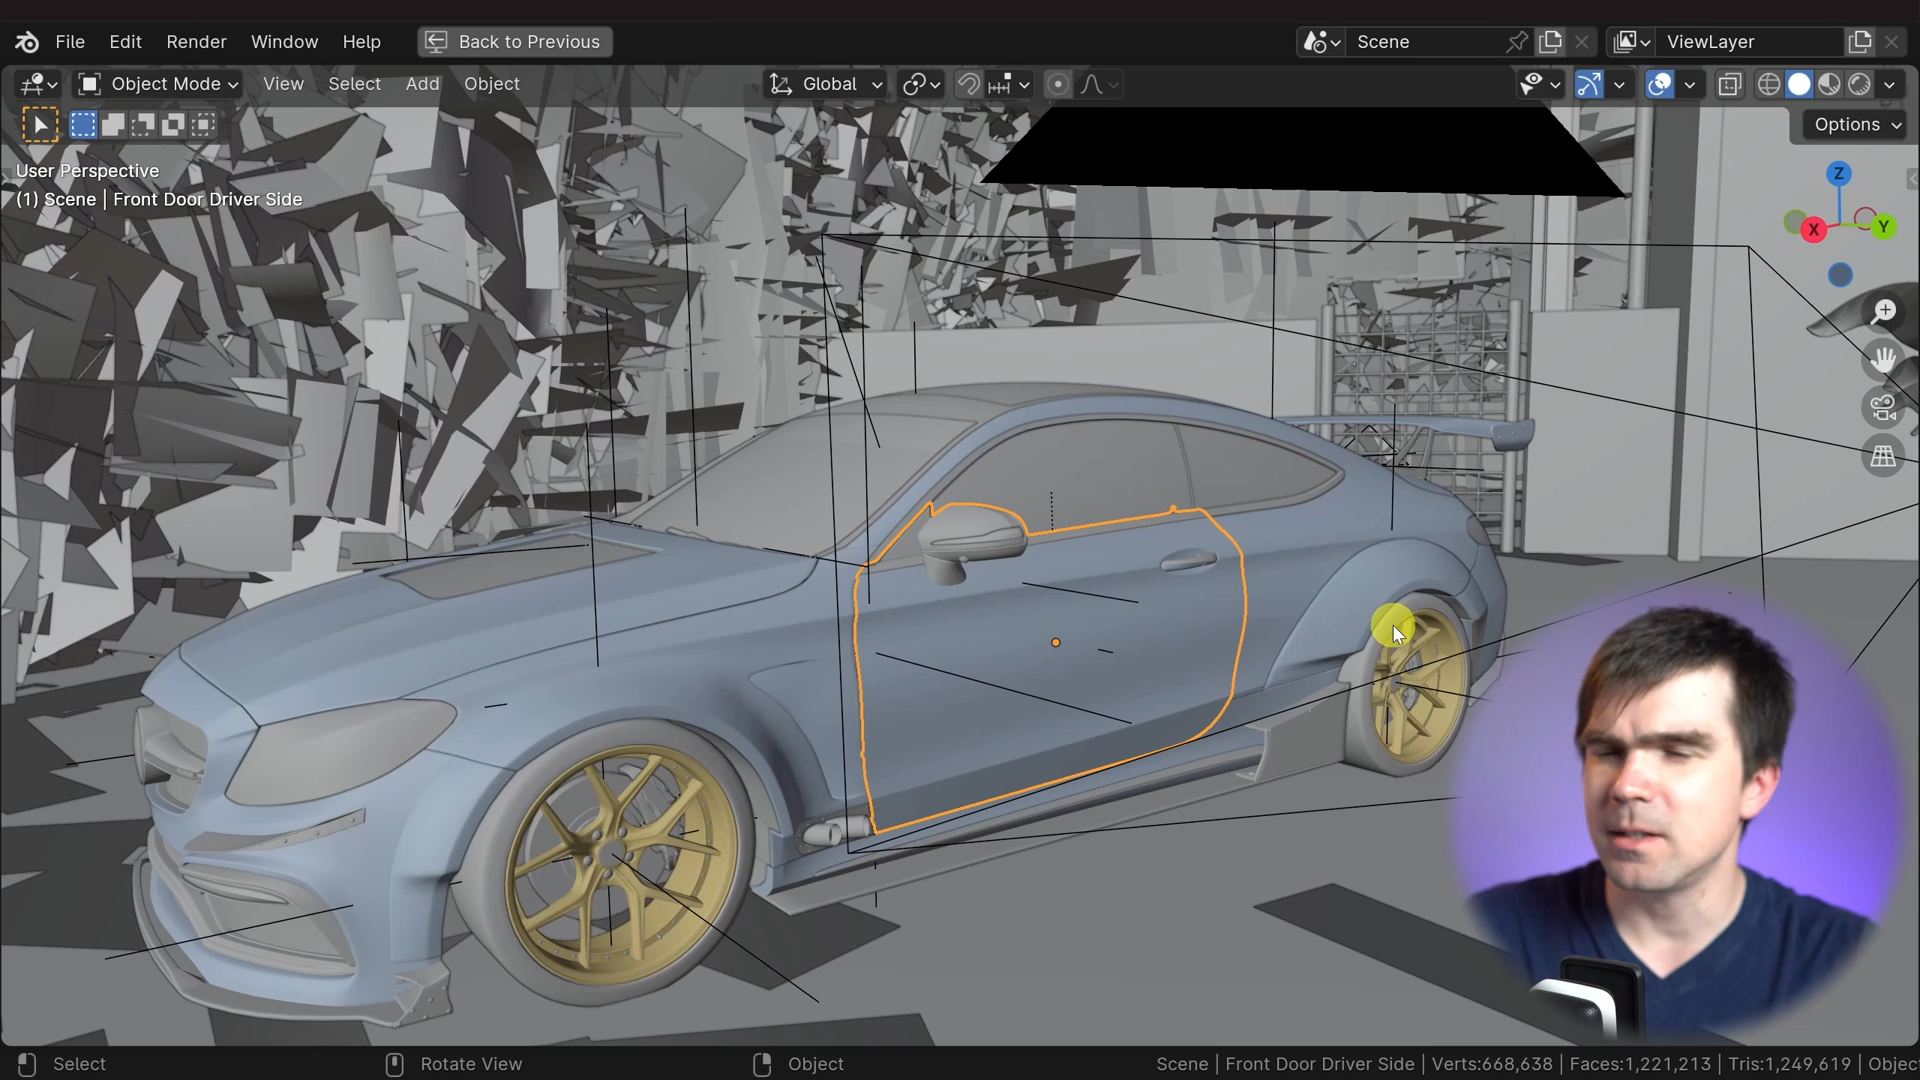 File Edit Render Window Help Back to Previous Scene ViewLayer
Object Mode View Select Add Object Global
Options
User Perspective
(1) Scene | Front Door Driver Side
Z
X Y
Select Rotate View Object Scene | Front Door Driver Side | Verts:668,638 | Faces:1,221,213 | Tris:1,249,619 | Objec